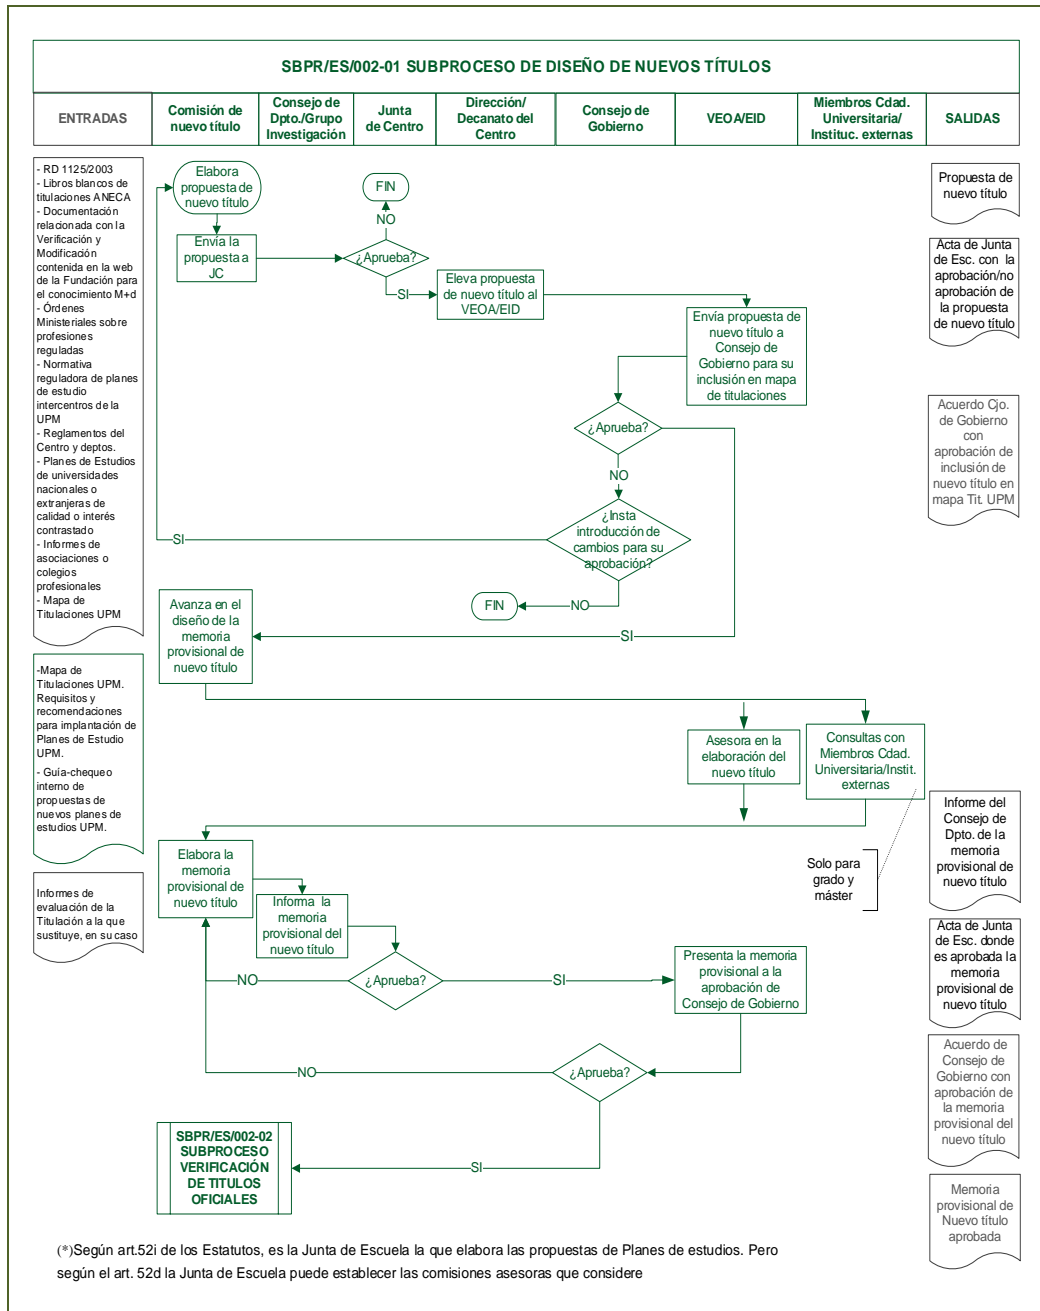 SBPR/ES/002-01 SUBPROCESO DE DISEÑO DE NUEVOS TÍTULOS
ENTRADAS
Comisión de
nuevo título
Consejo de
Dpto./Grupo
Investigación
Junta
de Centro
Dirección/
Decanato del
Centro
Consejo de
Gobierno
VEOA/EID
Miembros Cdad.
Universitaria/
Instituc. externas
SALIDAS
- RD 1125/2003
- Libros blancos de
titulaciones ANECA
- Documentación
relacionada con la
Verificación y
Modificación
contenida en la web
de la Fundación para
el conocimiento M+d
- Órdenes
Ministeriales sobre
profesiones
reguladas
- Normativa
reguladora de planes
de estudio
intercentros de la
UPM
- Reglamentos del
Centro y deptos.
- Planes de Estudios
de universidades
nacionales o
extranjeras de
calidad o interés
contrastado
- Informes de
asociaciones o
colegios
profesionales
- Mapa de
Titulaciones UPM
-Mapa de
Titulaciones UPM.
Requisitos y
recomendaciones
para implantación de
Planes de Estudio
UPM.
- Guía-chequeo
interno de
propuestas de
nuevos planes de
estudios UPM.
Informes de
evaluación de la
Titulación a la que
sustituye, en su caso
Elabora
propuesta de
nuevo título
Envía la
propuesta a
JC
FIN
NO
¿Aprueba?
SI
Eleva propuesta
de nuevo título al
VEOA/EID
Envía propuesta de
nuevo título a
Consejo de
Gobierno para su
inclusión en mapa
de titulaciones
¿Aprueba?
NO
¿Insta
introducción de
cambios para su
aprobación?
SI
NO
FIN
SI
Avanza en el
diseño de la
memoria
provisional de
nuevo título
Asesora en la
elaboración del
nuevo título
Consultas con
Miembros Cdad.
Universitaria/Instit.
externas
Solo para
grado y
máster
Elabora la
memoria
provisional de
nuevo título
Informa la
memoria
provisional del
nuevo título
¿Aprueba?
NO
SI
Presenta la memoria
provisional a la
aprobación de
Consejo de Gobierno
¿Aprueba?
NO
SI
SBPR/ES/002-02
SUBPROCESO
VERIFICACIÓN
DE TITULOS
OFICIALES
Propuesta de
nuevo título
Acta de Junta
de Esc. con la
aprobación/no
aprobación de
la propuesta
de nuevo título
Acuerdo Cjo.
de Gobierno
con
aprobación de
inclusión de
nuevo título en
mapa Tit. UPM
Informe del
Consejo de
Dpto. de la
memoria
provisional de
nuevo título
Acta de Junta
de Esc. donde
es aprobada la
memoria
provisional de
nuevo título
Acuerdo de
Consejo de
Gobierno con
aprobación de
la memoria
provisional del
nuevo título
Memoria
provisional de
Nuevo título
aprobada
(*)Según art.52i de los Estatutos, es la Junta de Escuela la que elabora las propuestas de Planes de estudios. Pero
según el art. 52d la Junta de Escuela puede establecer las comisiones asesoras que considere